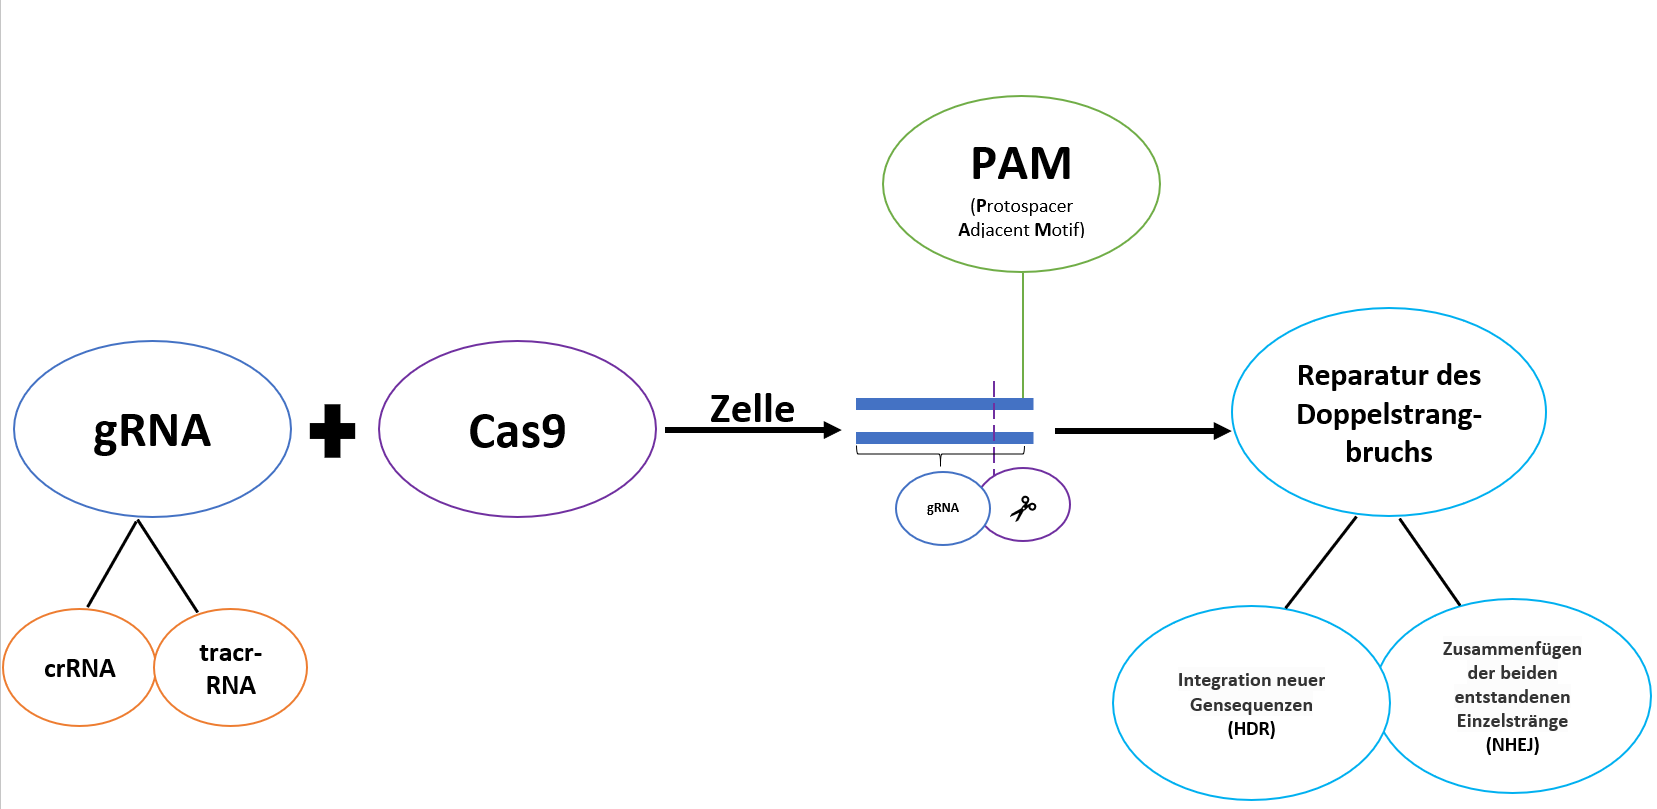 PAM
(Protospacer
Adjacent Motif)
gRNA
Cas9
Zelle
gRNA
Reparatur des
Doppelstrang-
bruchs
crRNA
tracr-
RNA
Integration neuer
Gensequenzen
(HDR)
Zusammenfügen
der beiden
entstandenen
Einzelstränge
(NHEJ)